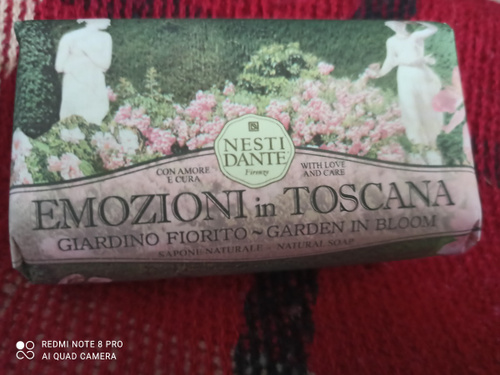 NESTI
DANTE
Firenze
CON AMORE
E CURA
WITH LOVE
AND CARE
EMOZIONI in TOSCANA
GIARDINO FIORITO ~ GARDEN IN BLOOM
SAPONE NATURALE - NATURAL SOAP
REDMI NOTE 8 PRO
AI QUAD CAMERA